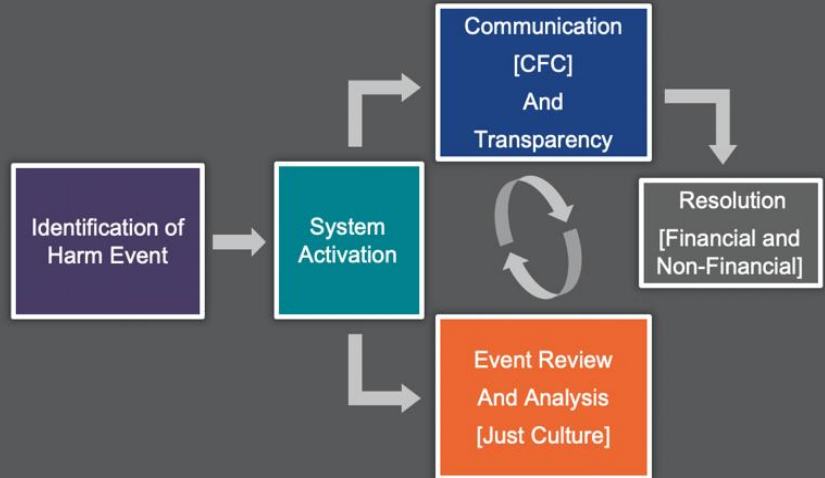 Identification of
Harm Event
System
Activation
Communication
[CFC]
And
Transparency
Event Review
And Analysis
[Just Culture]
Resolution
[Financial and
Non-Financial]